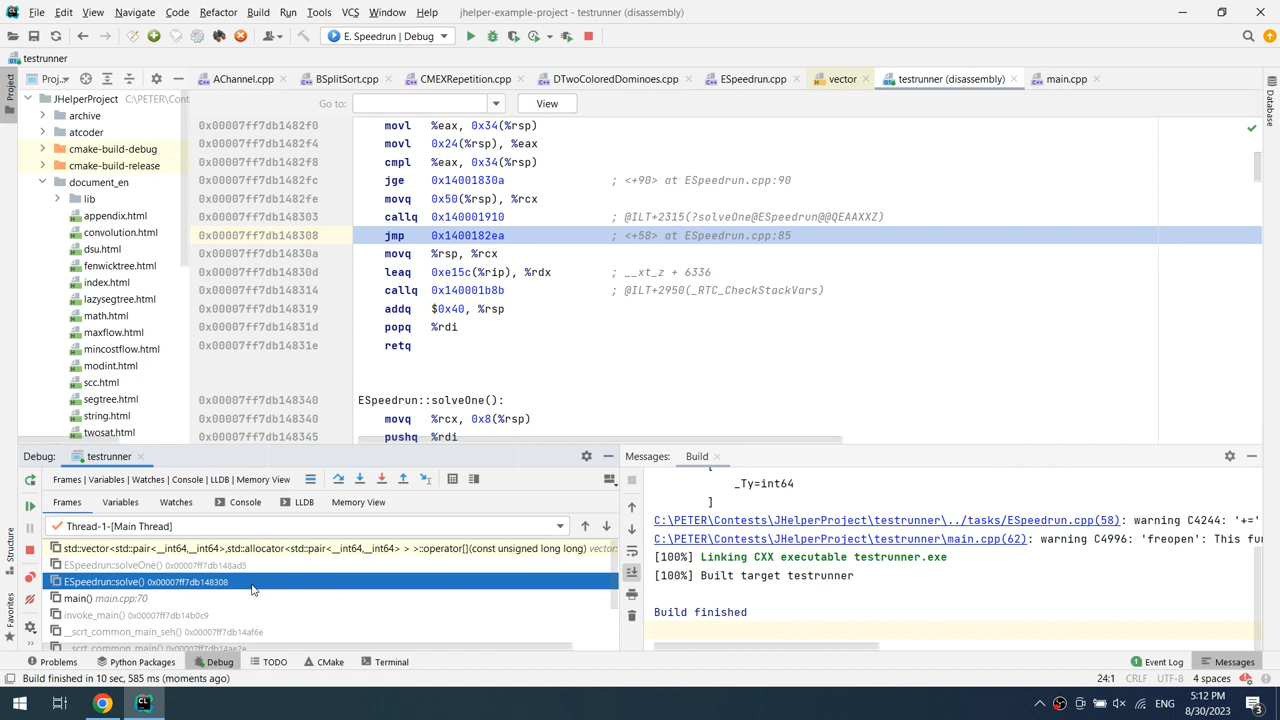 File Edit View Navigate Code Refactor Build Run Tools VCS Window Help jhelper-example-project - testrunner (disassembly)
E. Speedrun | Debug
testrunner
Project
Proj... AChannel.cpp BSplitSort.cpp CMEXRepetition.cpp DTwoColoredDominoes.cpp ESpeedrun.cpp vector testrunner (disassembly) main.cpp
Database
JHelperProject C:\PETER\Cont
archive
atcoder
cmake-build-debug
cmake-build-release
document_en
lib
appendix.html
convolution.html
dsu.html
fenwicktree.html
index.html
lazysegtree.html
math.html
maxflow.html
mincostflow.html
modint.html
scc.html
segtree.html
string.html
twosat.html
Go to: View
0x00007ff7db1482f0 movl %eax, 0x34(%rsp)
0x00007ff7db1482f4 movl 0x24(%rsp), %eax
0x00007ff7db1482f8 cmpl %eax, 0x34(%rsp)
0x00007ff7db1482fc jge 0x14001830a ; <+90> at ESpeedrun.cpp:90
0x00007ff7db1482fe movq 0x50(%rsp), %rcx
0x00007ff7db148303 callq 0x140001910 ; @ILT+2315(?solveOne@ESpeedrun@@QEAAXXZ)
0x00007ff7db148308 jmp 0x1400182ea ; <+58> at ESpeedrun.cpp:85
0x00007ff7db14830a movq %rsp, %rcx
0x00007ff7db14830d leaq 0xe15c(%rip), %rdx ; __xt_z + 6336
0x00007ff7db148314 callq 0x140001b8b ; @ILT+2950(_RTC_CheckStackVars)
0x00007ff7db148319 addq $0x40, %rsp
0x00007ff7db14831d popq %rdi
0x00007ff7db14831e retq
0x00007ff7db148340 ESpeedrun::solveOne():
0x00007ff7db148340 movq %rcx, 0x8(%rsp)
0x00007ff7db148345 pushq %rdi
Debug: testrunner
Frames | Variables | Watches | Console | LLDB | Memory View
Frames Variables Watches Console LLDB Memory View
Thread-1-[Main Thread]
std::vector<std::pair<__int64,__int64>,std::allocator<std::pair<__int64,__int64> > >::operator[](const unsigned long long) vector:
ESpeedrun::solveOne() 0x00007ff7db148ad5
ESpeedrun::solve() 0x00007ff7db148308
main() main.cpp:70
invoke_main() 0x00007ff7db14b0c9
__scrt_common_main_seh() 0x00007ff7db14af6e
__scrt_common_main() 0x00007ff7db14ae2e
Structure
Favorites
Messages: Build
[
_Ty=int64
]
C:\PETER\Contests\JHelperProject\testrunner\../tasks/ESpeedrun.cpp(58): warning C4244: '+='
C:\PETER\Contests\JHelperProject\testrunner\main.cpp(62): warning C4996: 'freopen': This fu
[100%] Linking CXX executable testrunner.exe
[100%] Built target testrunner
Build finished
Problems Python Packages Debug TODO CMake Terminal Event Log Messages
Build finished in 10 sec, 585 ms (moments ago) 24:1 CRLF UTF-8 4 spaces
ENG 5:12 PM
8/30/2023
3